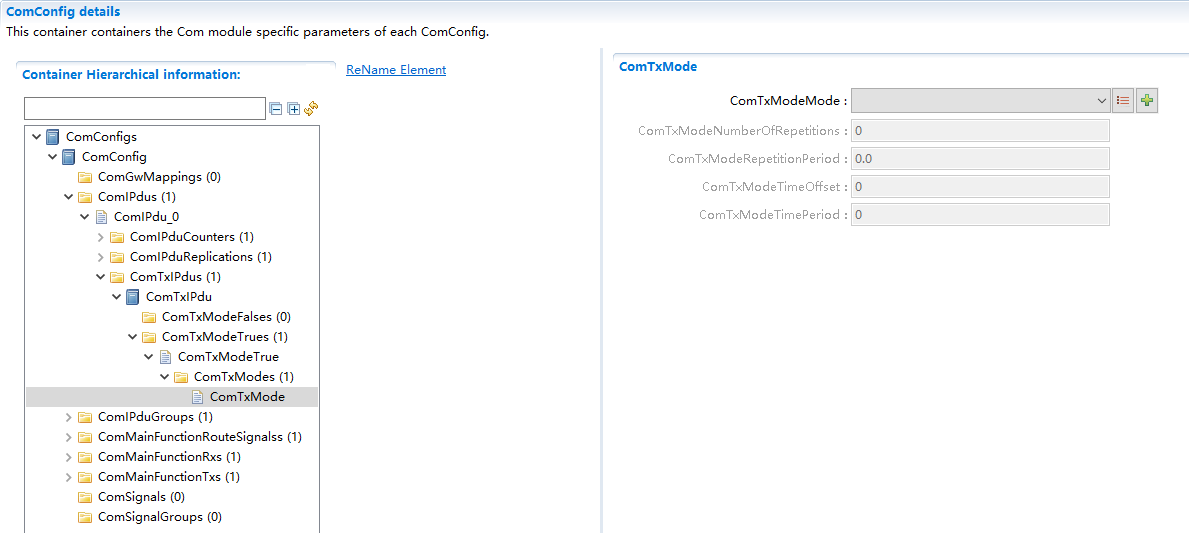 ComConfig details
This container containers the Com module specific parameters of each ComConfig.
Container Hierarchical information:
ReName Element
ComConfigs
ComConfig
ComGwMappings (0)
ComIPdus (1)
ComIPdu_0
ComIPduCounters (1)
ComIPduReplications (1)
ComTxIPdus (1)
ComTxIPdu
ComTxModeFalses (0)
ComTxModeTrues (1)
ComTxModeTrue
ComTxModes (1)
ComTxMode
ComIPduGroups (1)
ComMainFunctionRouteSignalss (1)
ComMainFunctionRxs (1)
ComMainFunctionTxs (1)
ComSignals (0)
ComSignalGroups (0)
ComTxMode
ComTxModeMode :
ComTxModeNumberOfRepetitions : 0
ComTxModeRepetitionPeriod : 0.0
ComTxModeTimeOffset : 0
ComTxModeTimePeriod : 0